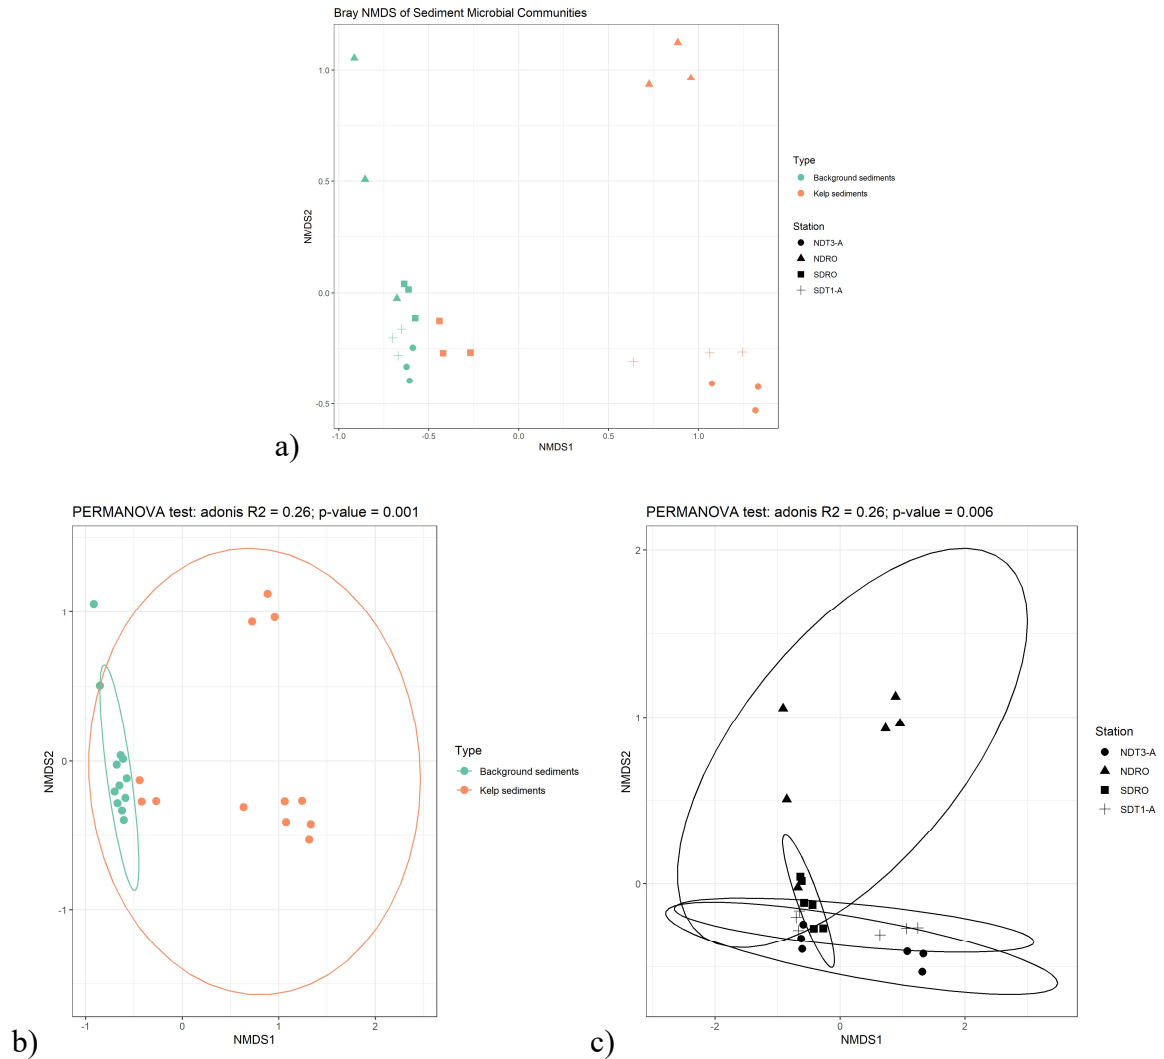 Bray NMDS of Sediment Microbial Communities
1.0
0.5
0.0
-0.5
NMDS2
-1.0
-0.5
0.0
0.5
1.0
NMDS1
Type
Background sediments
Kelp sediments
Station
NDT3-A
NDRO
SDRO
SDT1-A
a)
PERMANOVA test: adonis R2 = 0.26; p-value = 0.001
1
0
-1
NMDS2
-1
0
1
2
NMDS1
Type
Background sediments
Kelp sediments
b)
PERMANOVA test: adonis R2 = 0.26; p-value = 0.006
2
1
0
NMDS2
-2
0
2
NMDS1
Station
NDT3-A
NDRO
SDRO
SDT1-A
c)